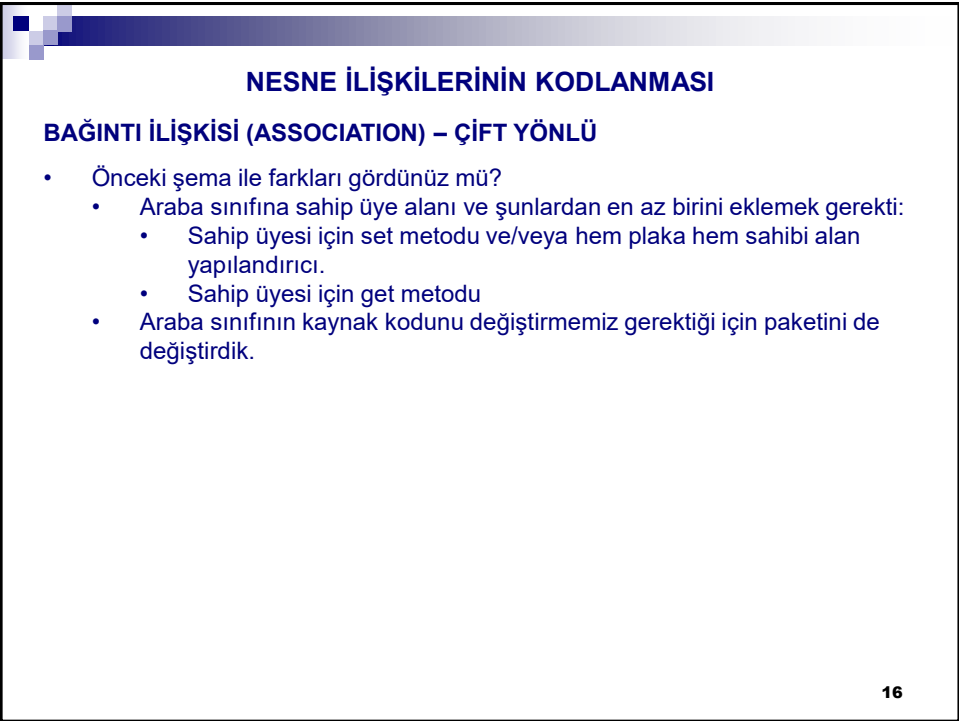 NESNE İLİŞKİLERİNİN KODLANMASI
BAĞINTI İLİŞKİSİ (ASSOCIATION) – ÇİFT YÖNLÜ
• Önceki şema ile farkları gördünüz mü?
• Araba sınıfına sahip üye alanı ve şunlardan en az birini eklemek gerekti:
• Sahip üyesi için set metodu ve/veya hem plaka hem sahibi alan
yapılandırıcı.
• Sahip üyesi için get metodu
• Araba sınıfının kaynak kodunu değiştirmemiz gerektiği için paketini de
değiştirdik.
16